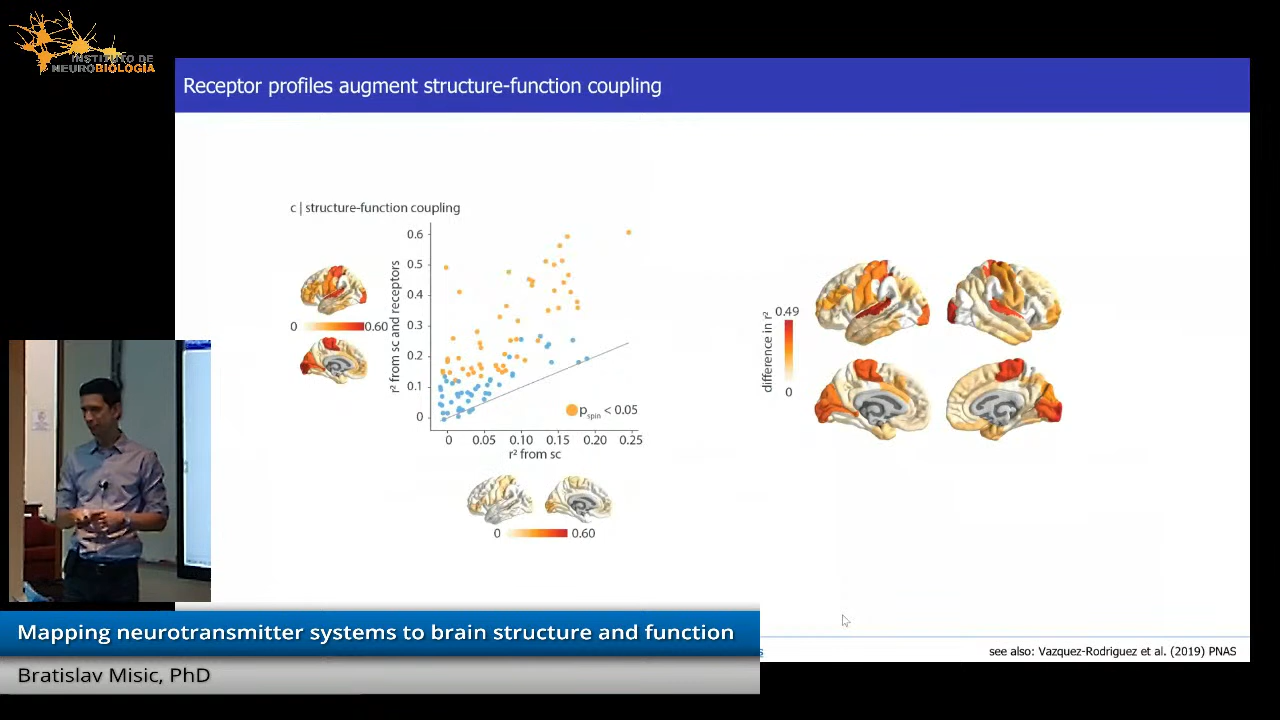 INSTITUTO DE
NEUROBIOLOGÍA
Receptor profiles augment structure-function coupling
c | structure-function coupling
r² from sc and receptors
0.6
0.5
0.4
0.3
0.2
0.1
0
0 0.05 0.10 0.15 0.20 0.25
r² from sc
pspin < 0.05
0 0.60
0 0.60
difference in r²
0.49
0
Mapping neurotransmitter systems to brain structure and function
Bratislav Misic, PhD
see also: Vazquez-Rodriguez et al. (2019) PNAS